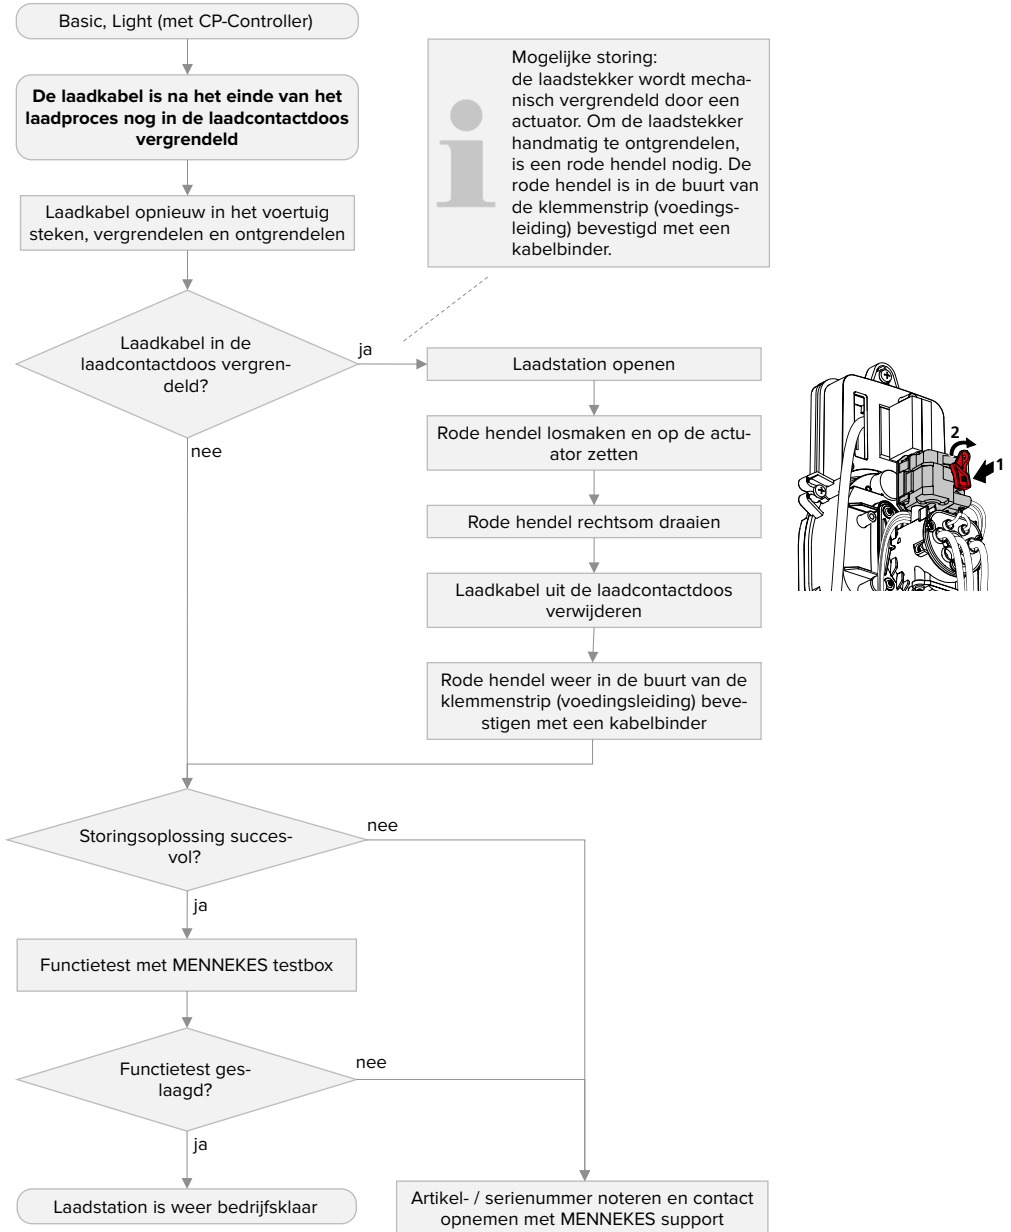 Basic, Light (met CP-Controller)
De laadkabel is na het einde van het
laadproces nog in de laadcontactdoos
vergrendeld
Mogelijke storing:
de laadstekker wordt mecha-
nisch vergrendeld door een
actuator. Om de laadstekker
handmatig te ontgrendelen,
is een rode hendel nodig. De
rode hendel is in de buurt van
de klemmenstrip (voedings-
leiding) bevestigd met een
kabelbinder.
Laadkabel opnieuw in het voertuig
steken, vergrendelen en ontgrendelen
Laadkabel in de
laadcontactdoos vergren-
deld?
ja
nee
Laadstation openen
Rode hendel losmaken en op de actu-
ator zetten
2
1
Rode hendel rechtsom draaien
Laadkabel uit de laadcontactdoos
verwijderen
Rode hendel weer in de buurt van de
klemmenstrip (voedingsleiding) beve-
stigen met een kabelbinder
Storingsoplossing succes-
vol?
nee
ja
Functietest met MENNEKES testbox
Functietest ges-
laagd?
nee
ja
Laadstation is weer bedrijfsklaar
Artikel- / serienummer noteren en contact
opnemen met MENNEKES support